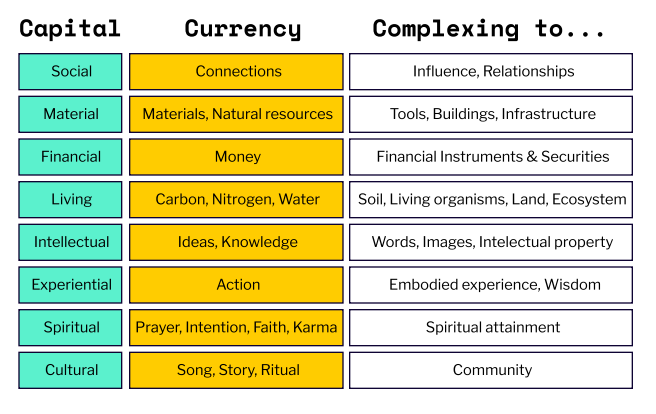 Capital Currency Complexing to...
Social Connections Influence, Relationships
Material Materials, Natural resources Tools, Buildings, Infrastructure
Financial Money Financial Instruments & Securities
Living Carbon, Nitrogen, Water Soil, Living organisms, Land, Ecosystem
Intellectual Ideas, Knowledge Words, Images, Intelectual property
Experiential Action Embodied experience, Wisdom
Spiritual Prayer, Intention, Faith, Karma Spiritual attainment
Cultural Song, Story, Ritual Community